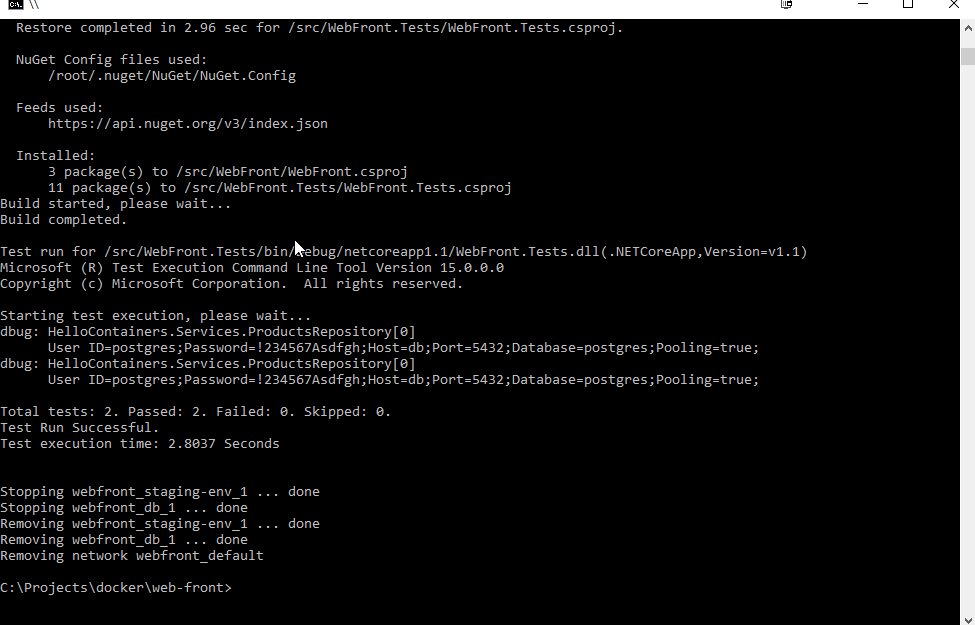 \\
Restore completed in 2.96 sec for /src/WebFront.Tests/WebFront.Tests.csproj.
NuGet Config files used:
/root/.nuget/NuGet/NuGet.Config
Feeds used:
https://api.nuget.org/v3/index.json
Installed:
3 package(s) to /src/WebFront/WebFront.csproj
11 package(s) to /src/WebFront.Tests/WebFront.Tests.csproj
Build started, please wait...
Build completed.
Test run for /src/WebFront.Tests/bin/Debug/netcoreapp1.1/WebFront.Tests.dll(.NETCoreApp,Version=v1.1)
Microsoft (R) Test Execution Command Line Tool Version 15.0.0.0
Copyright (c) Microsoft Corporation.  All rights reserved.
Starting test execution, please wait...
dbug: HelloContainers.Services.ProductsRepository[0]
User ID=postgres;Password=!234567Asdfgh;Host=db;Port=5432;Database=postgres;Pooling=true;
dbug: HelloContainers.Services.ProductsRepository[0]
User ID=postgres;Password=!234567Asdfgh;Host=db;Port=5432;Database=postgres;Pooling=true;
Total tests: 2. Passed: 2. Failed: 0. Skipped: 0.
Test Run Successful.
Test execution time: 2.8037 Seconds
Stopping webfront_staging-env_1 ... done
Stopping webfront_db_1 ... done
Removing webfront_staging-env_1 ... done
Removing webfront_db_1 ... done
Removing network webfront_default
C:\Projects\docker\web-front>